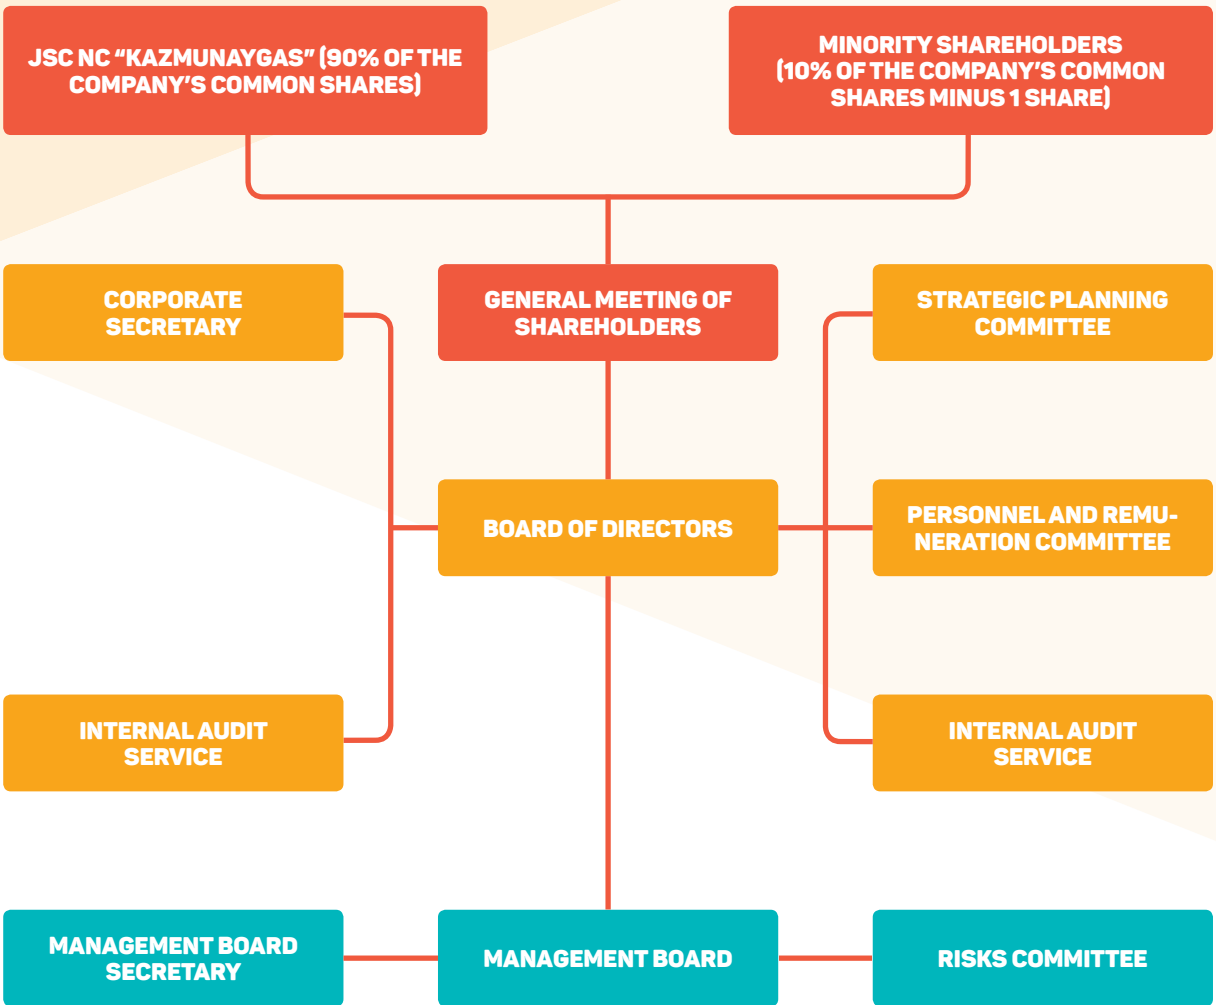 JSC NC “KAZMUNAYGAS” (90% OF THE
COMPANY’S COMMON SHARES)
MINORITY SHAREHOLDERS
(10% OF THE COMPANY’S COMMON
SHARES MINUS 1 SHARE)
CORPORATE
SECRETARY
GENERAL MEETING OF
SHAREHOLDERS
STRATEGIC PLANNING
COMMITTEE
BOARD OF DIRECTORS
PERSONNEL AND REMU-
NERATION COMMITTEE
INTERNAL AUDIT
SERVICE
INTERNAL AUDIT
SERVICE
MANAGEMENT BOARD
SECRETARY
MANAGEMENT BOARD
RISKS COMMITTEE